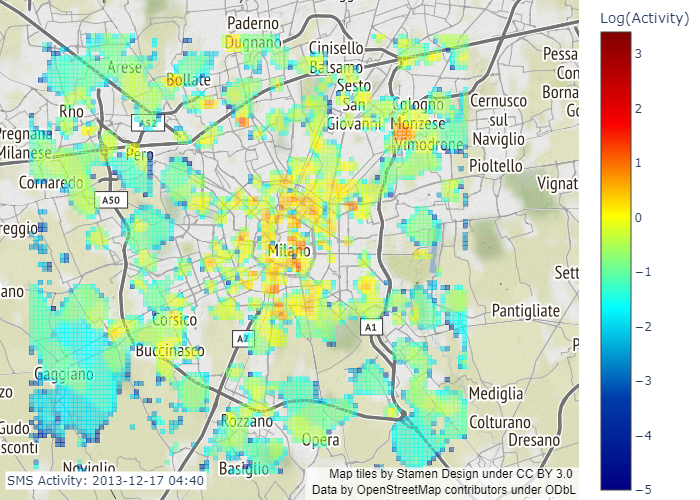 Log(Activity)
Paderno
Dugnano
Cinisello
Balsamo
Arese
Bollate
Sesto
San
Giovanni
Cologno
Monzese
Vimodrone
Cernusco
sul
Naviglio
Pioltello
Pessa
Con
Borna
Go
Rho
A52
Pregnana
Milanese
Pero
Cornaredo
A50
Vignat
reggio
Milano
Sett
ano
Pantigliate
Corsico
A7
A1
P
Buccinasco
Gaggiano
zo
Mediglia
Gudo
sconti
Rozzano
Opera
Colturano
Dresano
Noviglio
Basiglio
SMS Activity: 2013-12-17 04:40
Map tiles by Stamen Design under CC BY 3.0
Data by OpenStreetMap contributors under ODbL
3
2
1
0
−1
−2
−3
−4
−5